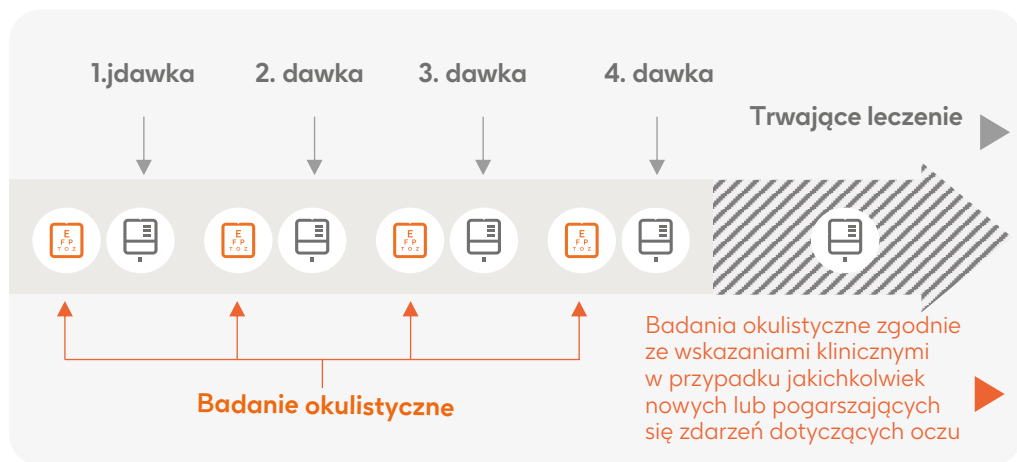 1.jdawka
2. dawka
3. dawka
4. dawka
Trwające leczenie
E
F P
T O Z
E
F P
T O Z
E
F P
T O Z
E
F P
T O Z
Badanie okulistyczne
Badania okulistyczne zgodnie
ze wskazaniami klinicznymi
w przypadku jakichkolwiek
nowych lub pogarszających
się zdarzeń dotyczących oczu